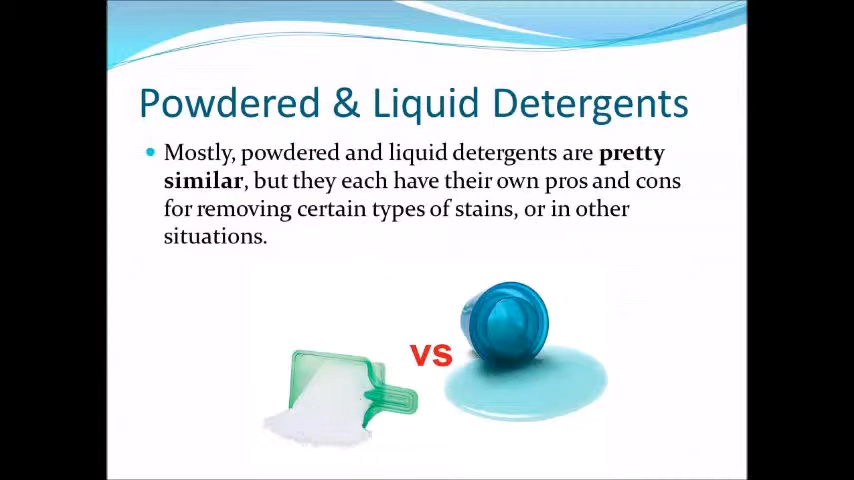 Powdered & Liquid Detergents
• Mostly, powdered and liquid detergents are pretty
similar, but they each have their own pros and cons
for removing certain types of stains, or in other
situations.
vs